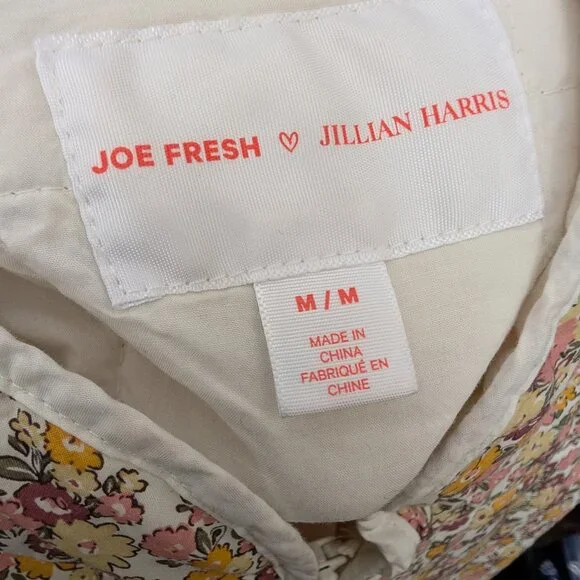 JOE FRESH ♡ JILLIAN HARRIS
M / M
MADE IN
CHINA
FABRIQUÉ EN
CHINE